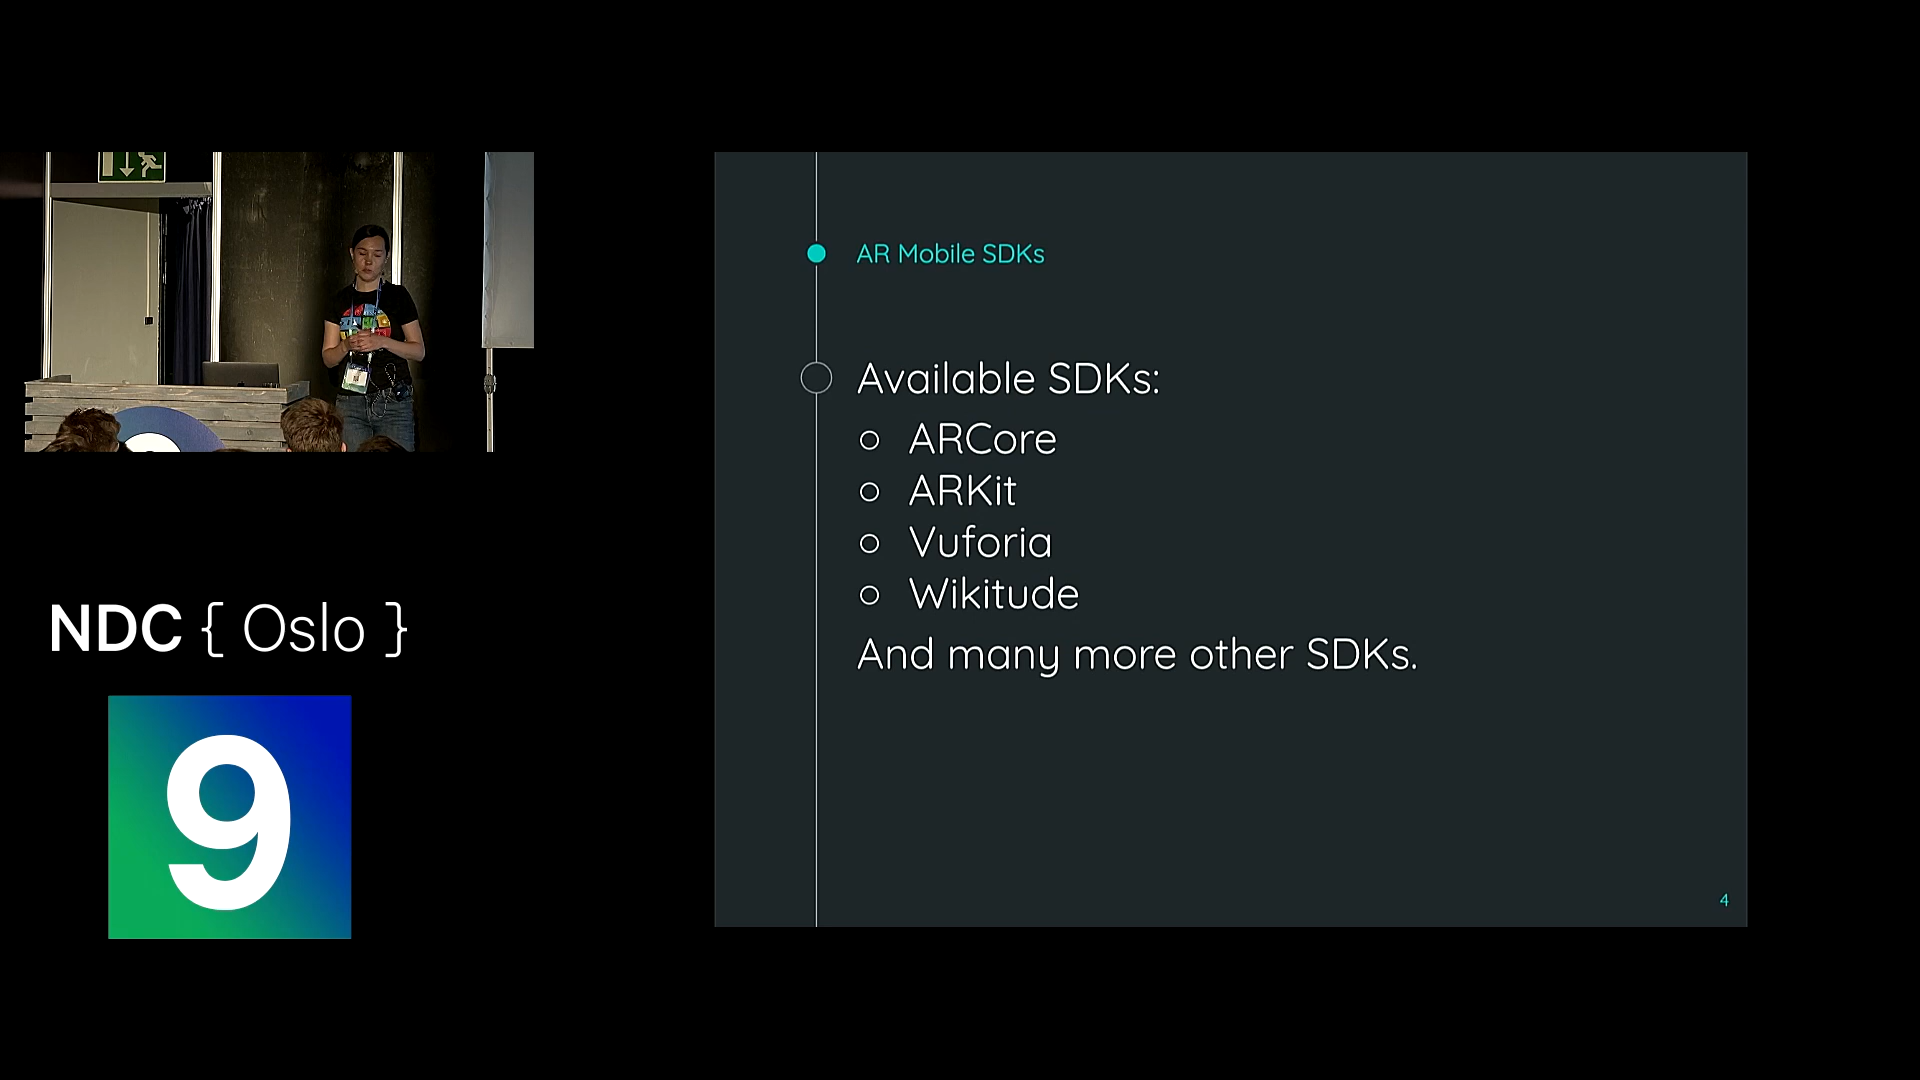 NDC { Oslo }
9
AR Mobile SDKs
Available SDKs:
ARCore
ARKit
Vuforia
Wikitude
And many more other SDKs.
4